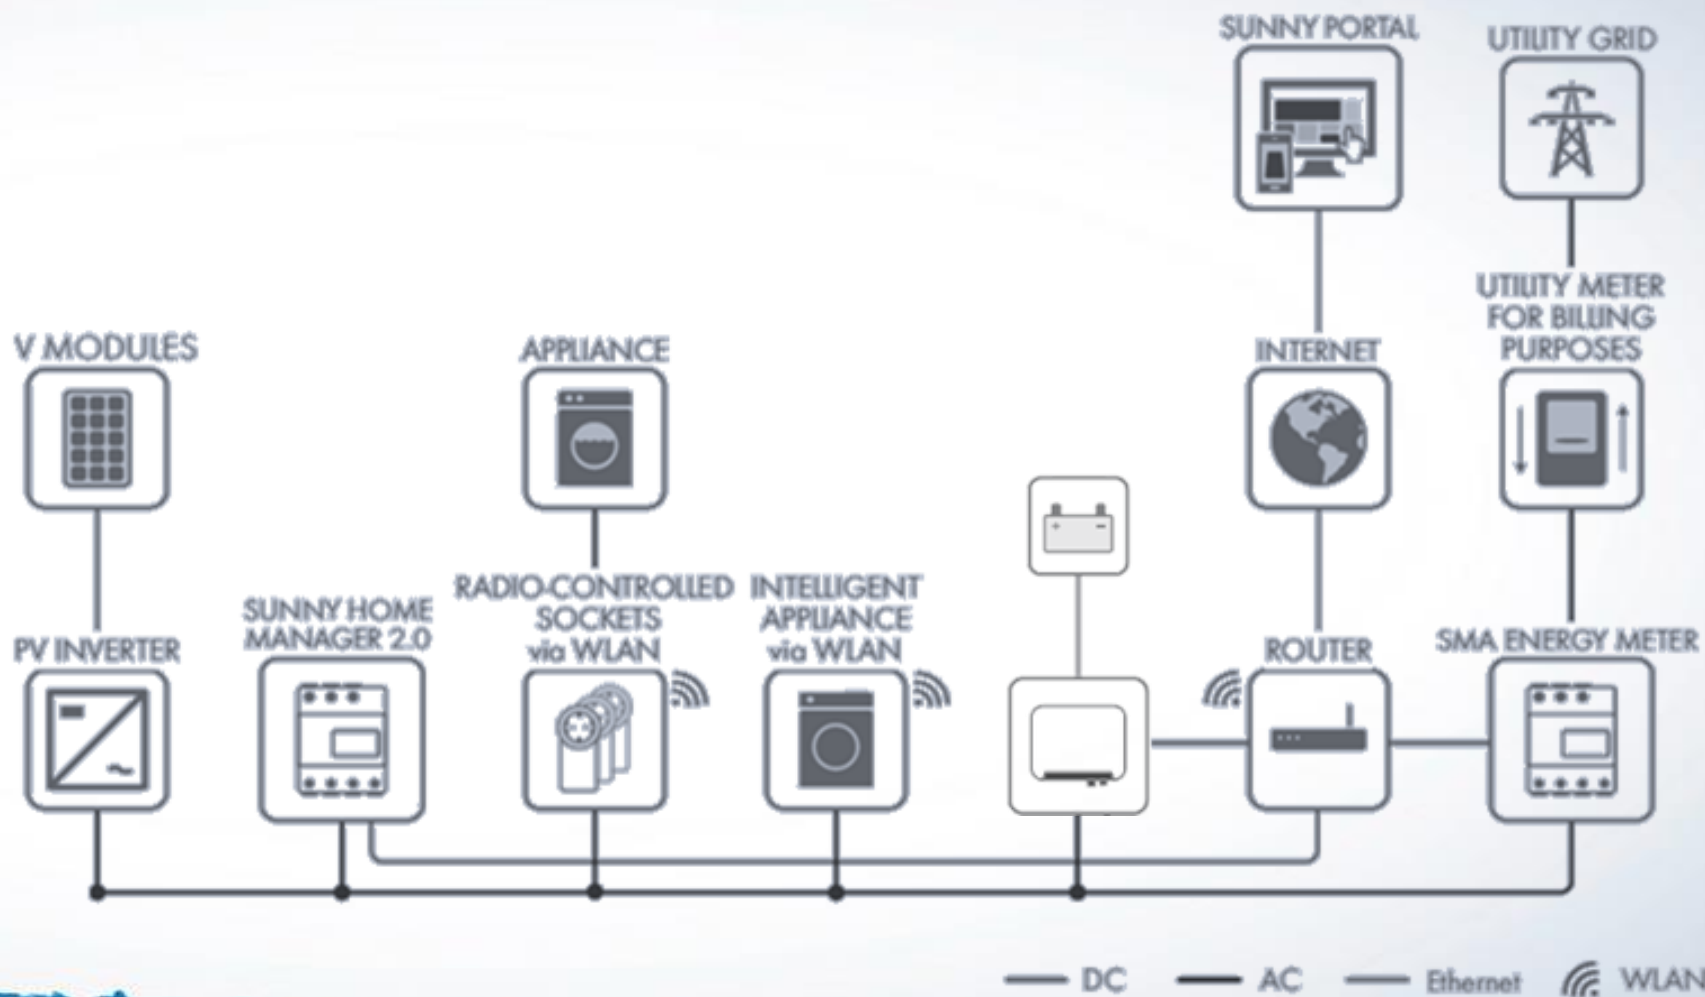 SUNNY PORTAL
UTILITY GRID
UTILITY METER
FOR BILLING
PURPOSES
V MODULES
APPLIANCE
INTERNET
RADIO-CONTROLLED
SOCKETS
via WLAN
INTELLIGENT
APPLIANCE
via WLAN
SUNNY HOME
MANAGER 2.0
PV INVERTER
ROUTER
SMA ENERGY METER
+ −
DC
AC
Ethernet
WLAN